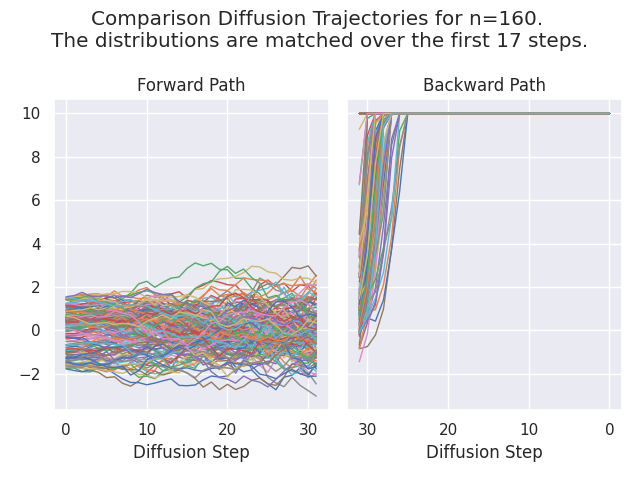 Comparison Diffusion Trajectories for n=160.
The distributions are matched over the first 17 steps.
Forward Path
Backward Path
10
8
6
4
2
0
−2
0
10
20
30
30
20
10
0
Diffusion Step
Diffusion Step